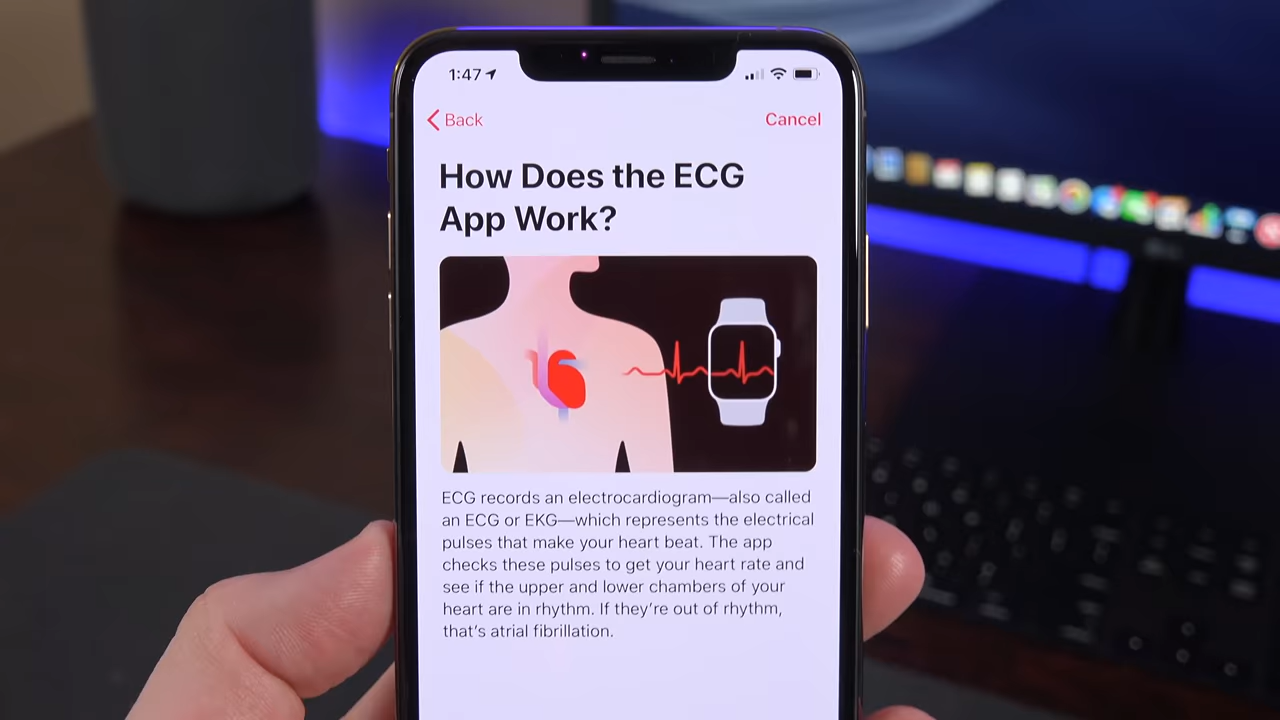 1:47
Back
Cancel
How Does the ECG
App Work?
ECG records an electrocardiogram—also called
an ECG or EKG—which represents the electrical
pulses that make your heart beat. The app
checks these pulses to get your heart rate and
see if the upper and lower chambers of your
heart are in rhythm. If they’re out of rhythm,
that’s atrial fibrillation.